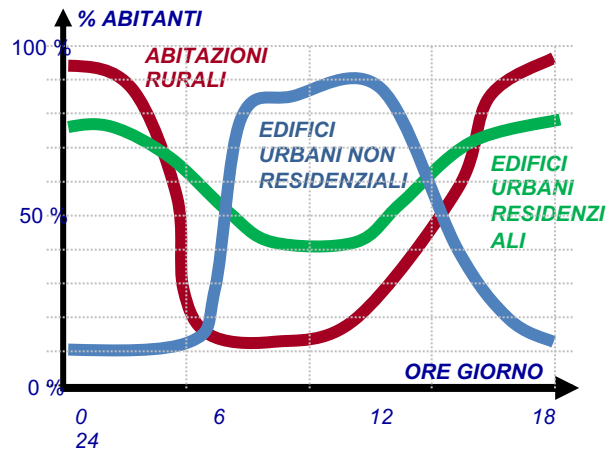 % ABITANTI
100 %
ABITAZIONI
RURALI
EDIFICI
URBANI NON
RESIDENZIALI
EDIFICI
URBANI
RESIDENZI
ALI
50 %
0 %
ORE GIORNO
0 6 12 18
24